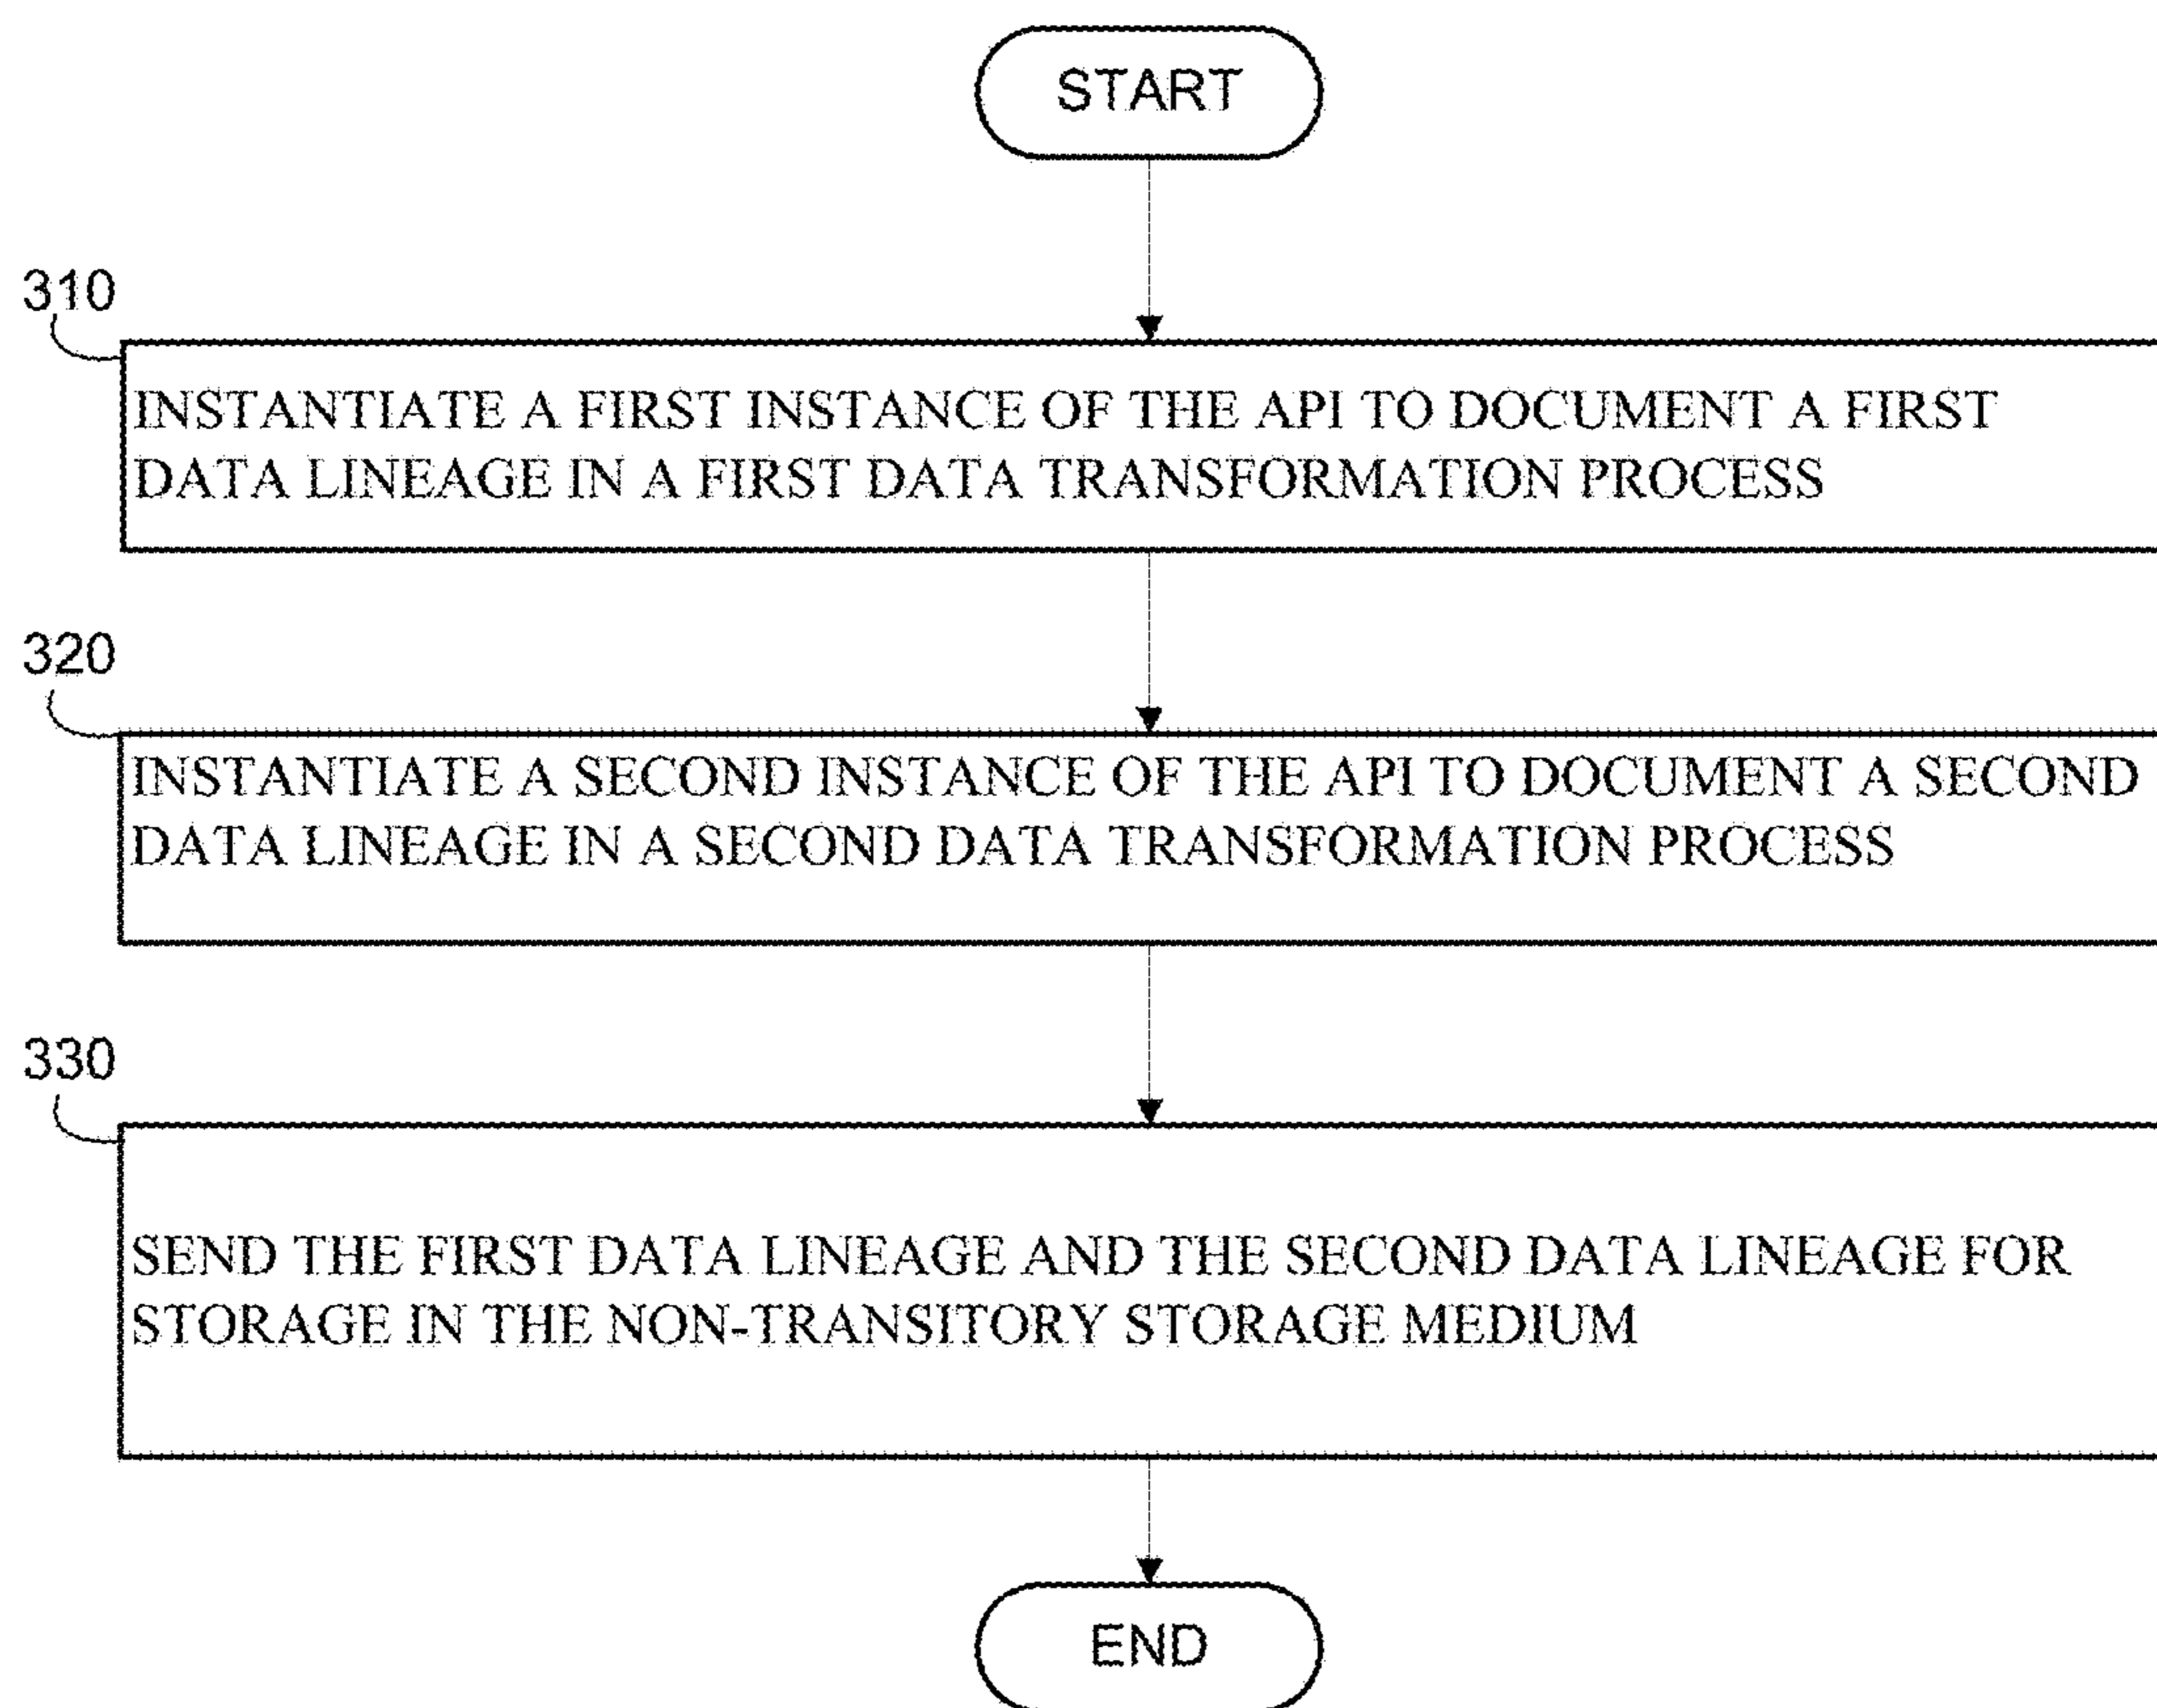 START
310
INSTANTIATE A FIRST INSTANCE OF THE API TO DOCUMENT A FIRST
DATA LINEAGE IN A FIRST DATA TRANSFORMATION PROCESS
320
INSTANTIATE A SECOND INSTANCE OF THE API TO DOCUMENT A SECOND
DATA LINEAGE IN A SECOND DATA TRANSFORMATION PROCESS
330
SEND THE FIRST DATA LINEAGE AND THE SECOND DATA LINEAGE FOR
STORAGE IN THE NON-TRANSITORY STORAGE MEDIUM
END